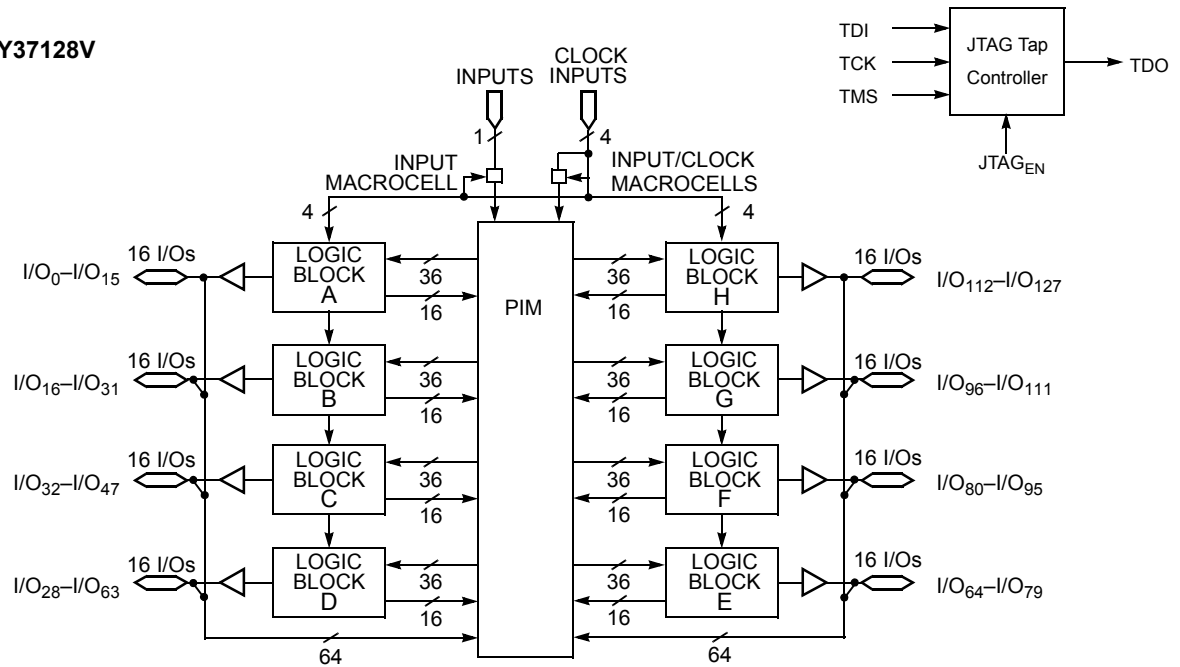 Y37128V
INPUTS
CLOCK
INPUTS
TDI
TCK
TMS
JTAG Tap
Controller
TDO
JTAG_EN
1
4
INPUT
MACROCELL
INPUT/CLOCK
MACROCELLS
4
4
PIM
I/O0–I/O15
16 I/Os
LOGIC
BLOCK
A
36
16
36
16
LOGIC
BLOCK
H
16 I/Os
I/O112–I/O127
I/O16–I/O31
16 I/Os
LOGIC
BLOCK
B
36
16
36
16
LOGIC
BLOCK
G
16 I/Os
I/O96–I/O111
I/O32–I/O47
16 I/Os
LOGIC
BLOCK
C
36
16
36
16
LOGIC
BLOCK
F
16 I/Os
I/O80–I/O95
I/O28–I/O63
16 I/Os
LOGIC
BLOCK
D
36
16
36
16
LOGIC
BLOCK
E
16 I/Os
I/O64–I/O79
64
64